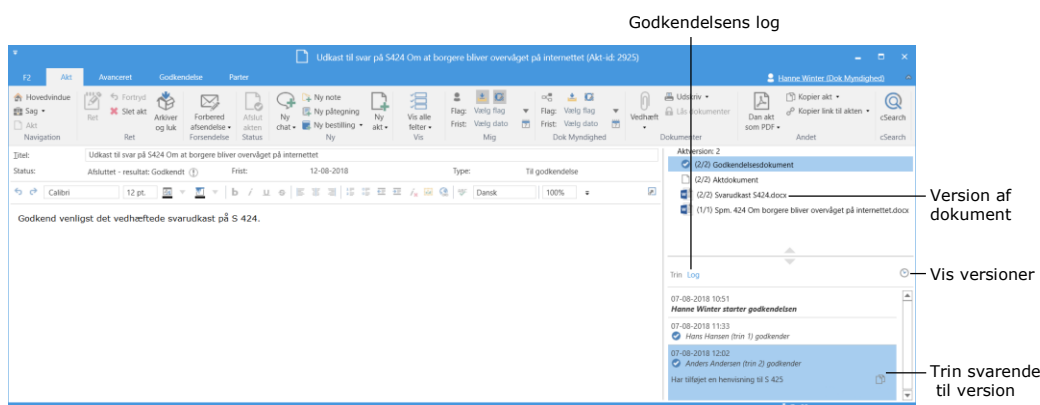 Godkendelsens log
Udkast til svar på S424 Om at borgere bliver overvåget på internettet (Akt-id: 2925)
F2 Akt Avanceret Godkendelse Parter
Hanne Winter (Dok Myndighed)
Hovedvindue
Sag
Akt
Navigation
Ret
Fortryd
Slet akt
Arkiver og luk
Ret
Forbered afsendelse
Forsendelse
Afslut akten
Status
Ny chat
Ny note
Ny påtegning
Ny bestilling
Ny akt
Ny
Vis alle felter
Vis
Flag: Vælg flag
Frist: Vælg dato
Mig
Flag: Vælg flag
Frist: Vælg dato
Dok Myndighed
Vedhæft
Udskriv
Lås dokumenter
Dokumenter
Dan akt som PDF
Kopier akt
Kopier link til akten
Andet
cSearch
cSearch
Titel: Udkast til svar på S424 Om at borgere bliver overvåget på internettet
Status: Afsluttet - resultat: Godkendt Frist: 12-08-2018 Type: Til godkendelse
Calibri 12 pt. b i u Dansk 100%
Godkend venligst det vedhæftede svarudkast på S 424.
Aktversion: 2
(2/2) Godkendelsesdokument
(2/2) Aktdokument
(2/2) Svarudkast S424.docx
(1/1) Spm. 424 Om borgere bliver overvåget på internettet.docx
Version af
dokument
Trin Log
Vis versioner
07-08-2018 10:51
Hanne Winter starter godkendelsen
07-08-2018 11:33
Hans Hansen (trin 1) godkender
07-08-2018 12:02
Anders Andersen (trin 2) godkender
Har tilføjet en henvisning til S 425
Trin svarende
til version